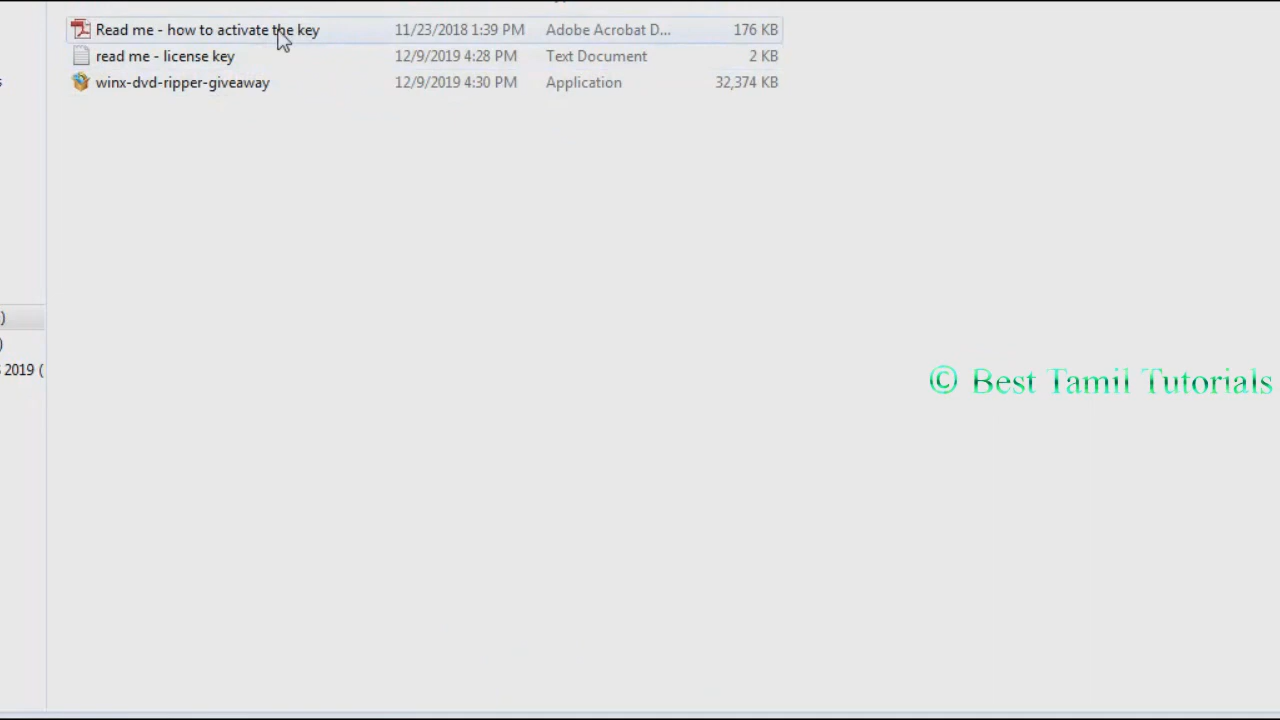 Read me - how to activate the key 11/23/2018 1:39 PM Adobe Acrobat D... 176 KB
read me - license key 12/9/2019 4:28 PM Text Document 2 KB
s
winx-dvd-ripper-giveaway 12/9/2019 4:30 PM Application 32,374 KB
)
)
2019 (
© Best Tamil Tutorials